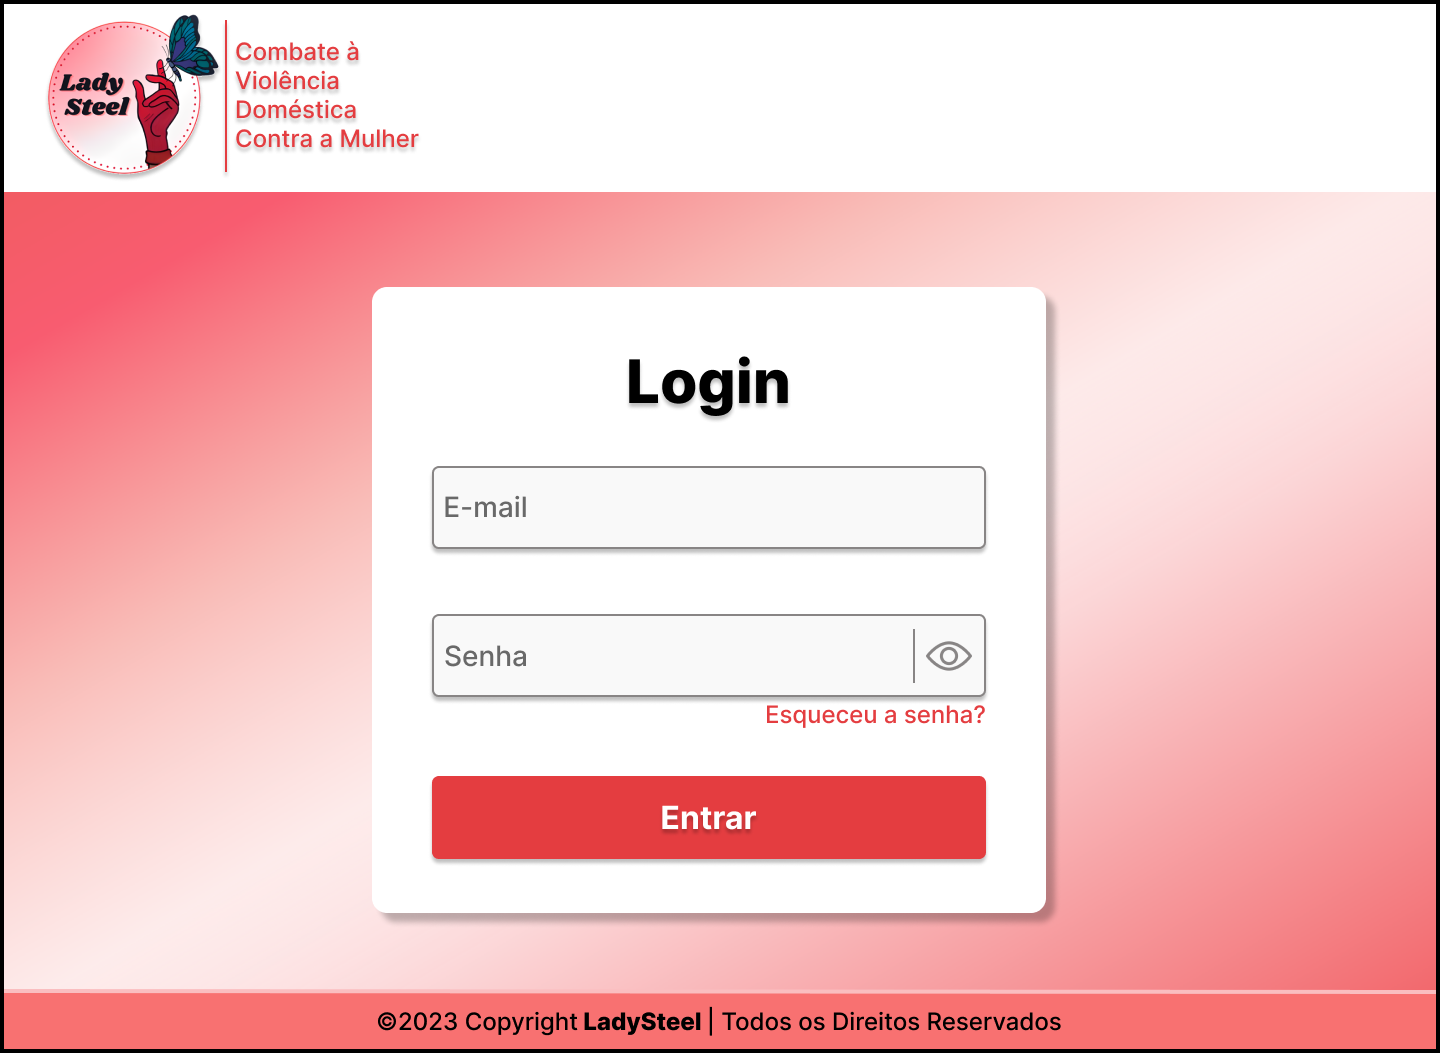 Lady
Steel
Combate à
Violência
Doméstica
Contra a Mulher
Login
E-mail
Senha
Esqueceu a senha?
Entrar
©2023 Copyright LadySteel | Todos os Direitos Reservados